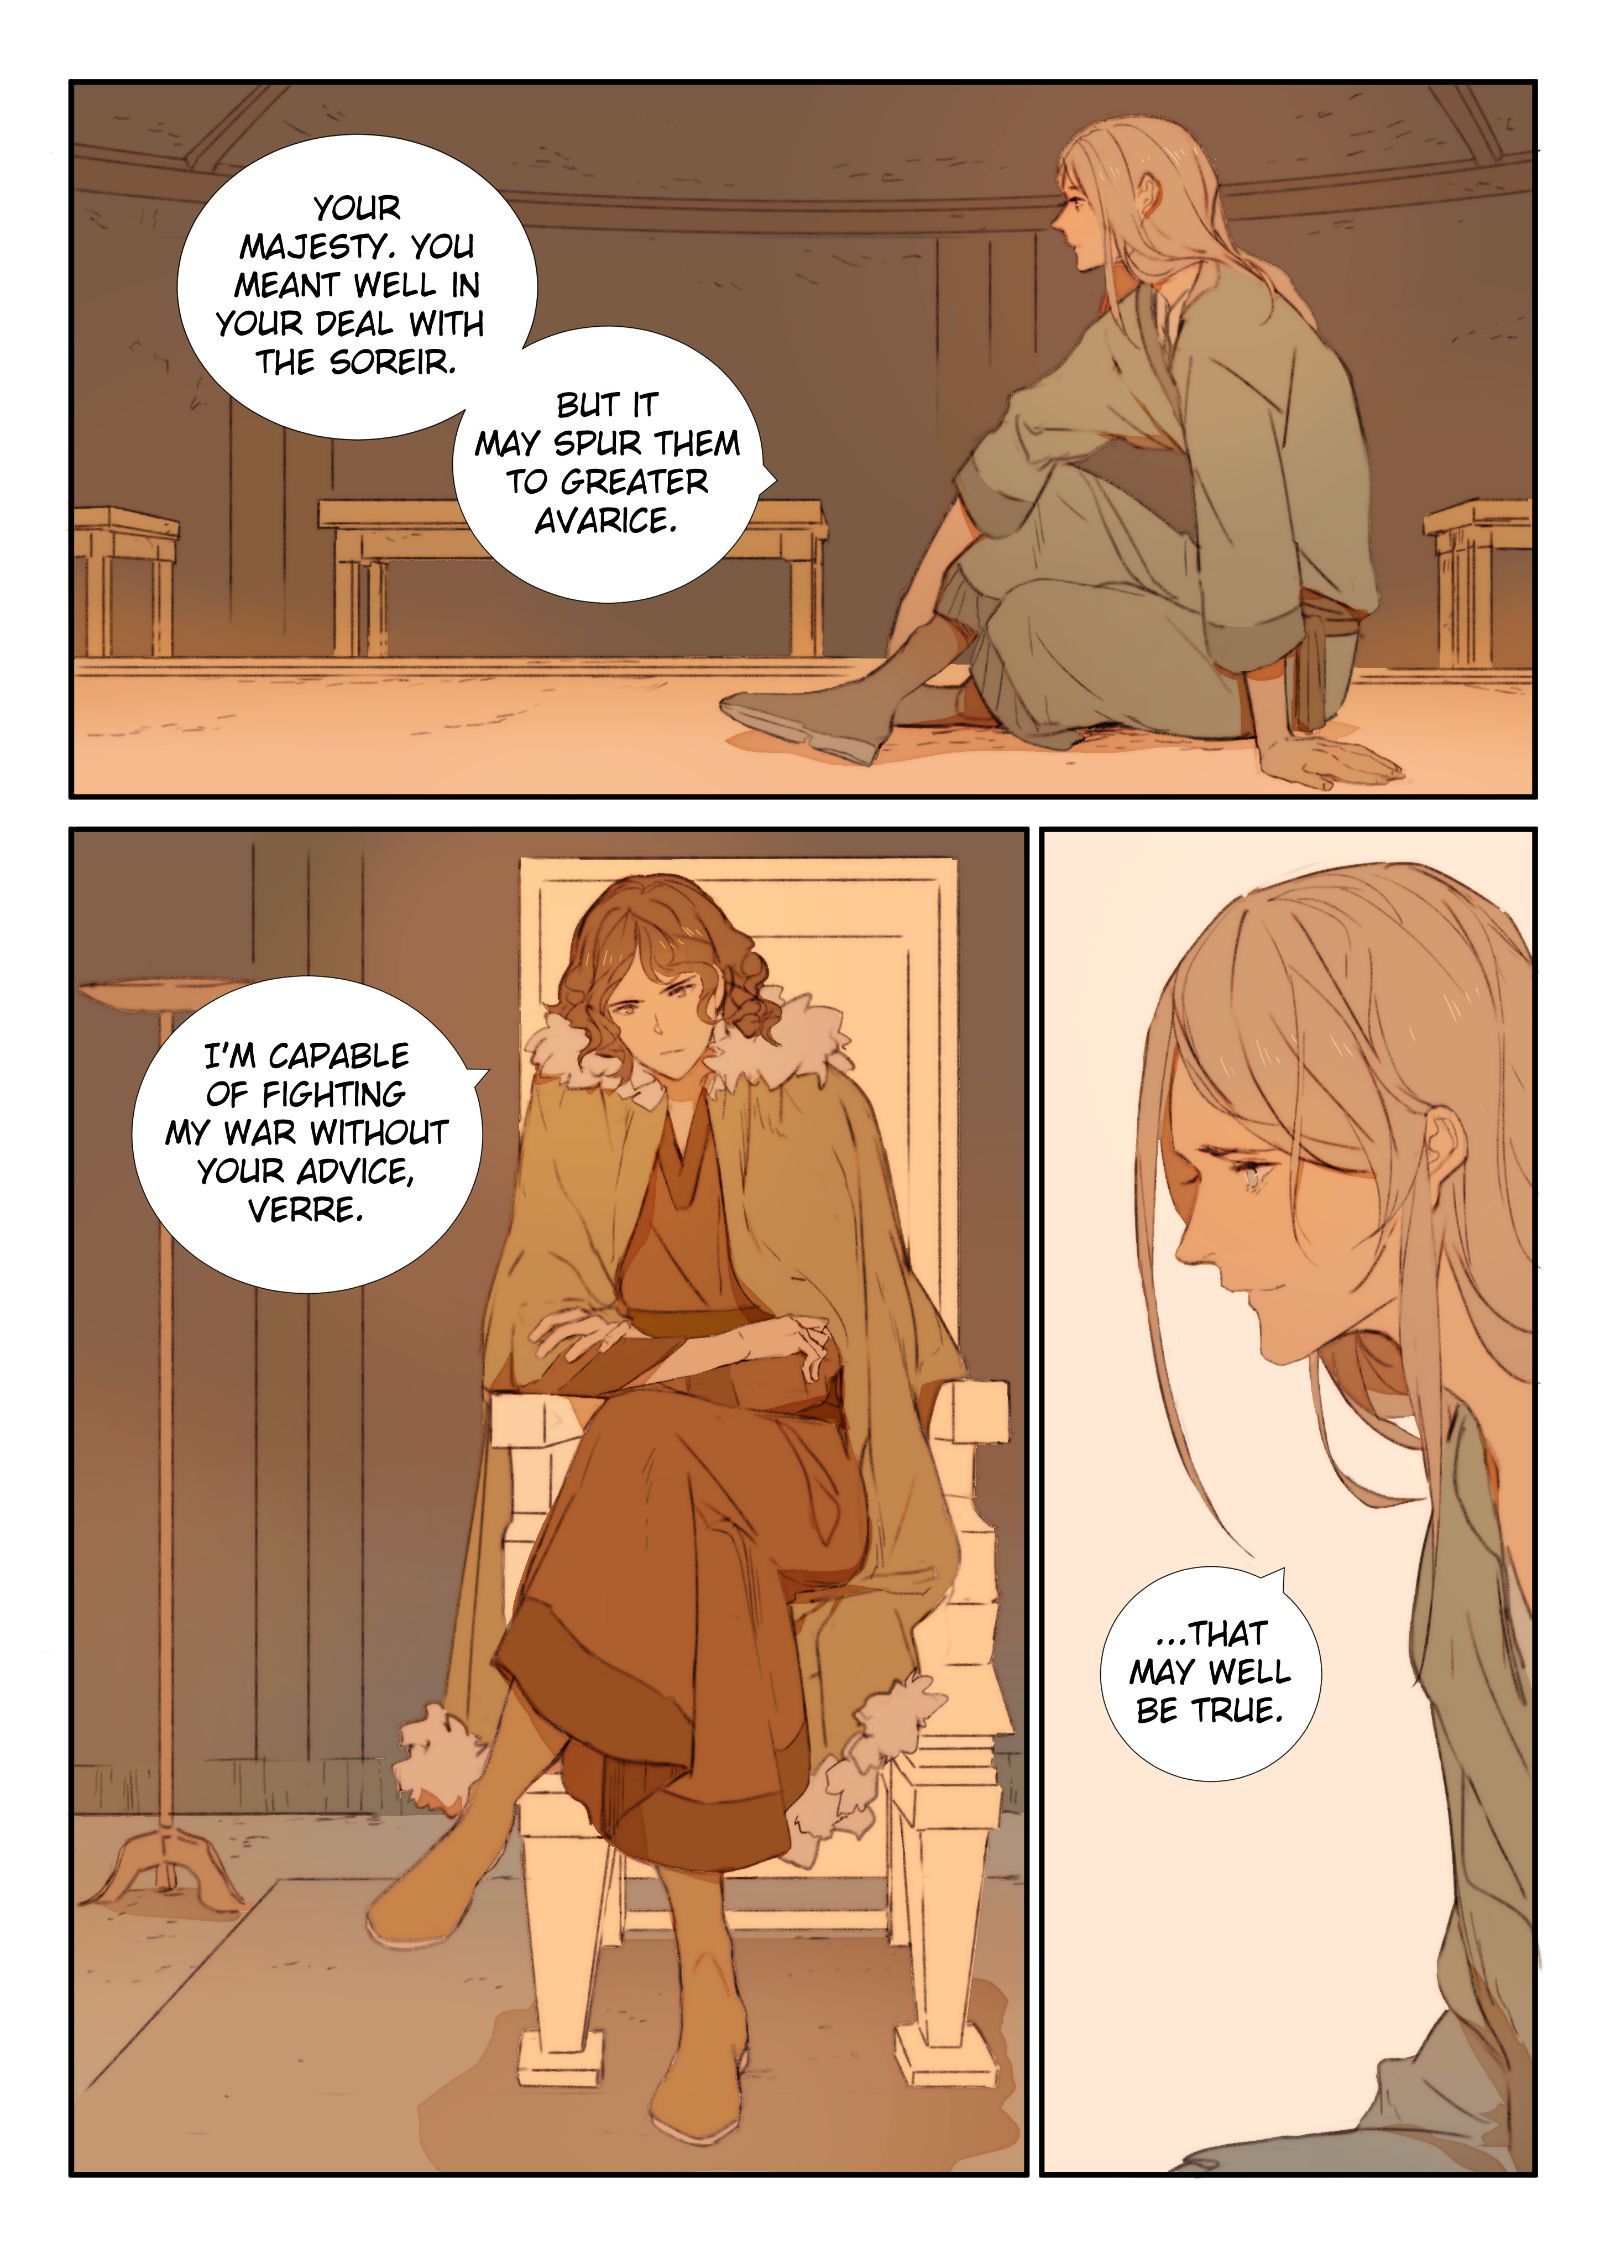 YOUR
MAJESTY. YOU
MEANT WELL IN
YOUR DEAL WITH
THE SOREIR.
BUT IT
MAY SPUR THEM
TO GREATER
AVARICE.
I'M CAPABLE
OF FIGHTING
MY WAR WITHOUT
YOUR ADVICE,
VERRE.
...THAT
MAY WELL
BE TRUE.